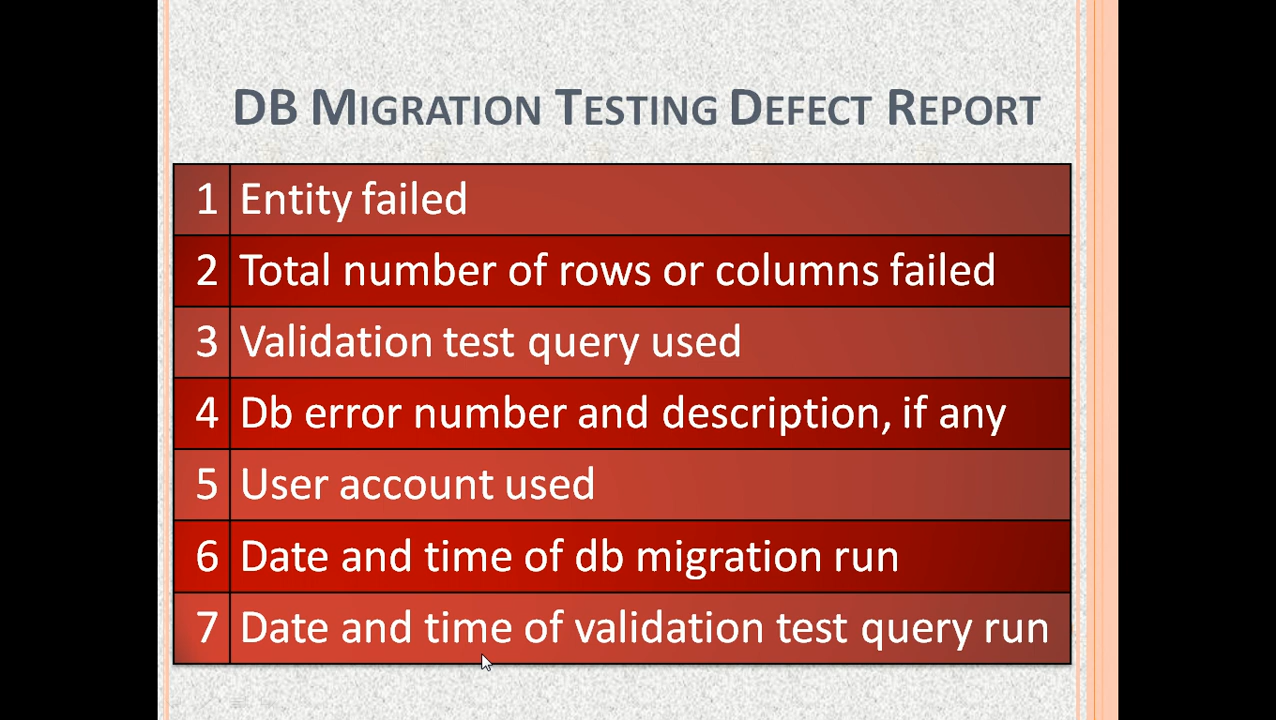 DB Migration Testing Defect Report
1 Entity failed
2 Total number of rows or columns failed
3 Validation test query used
4 Db error number and description, if any
5 User account used
6 Date and time of db migration run
7 Date and time of validation test query run